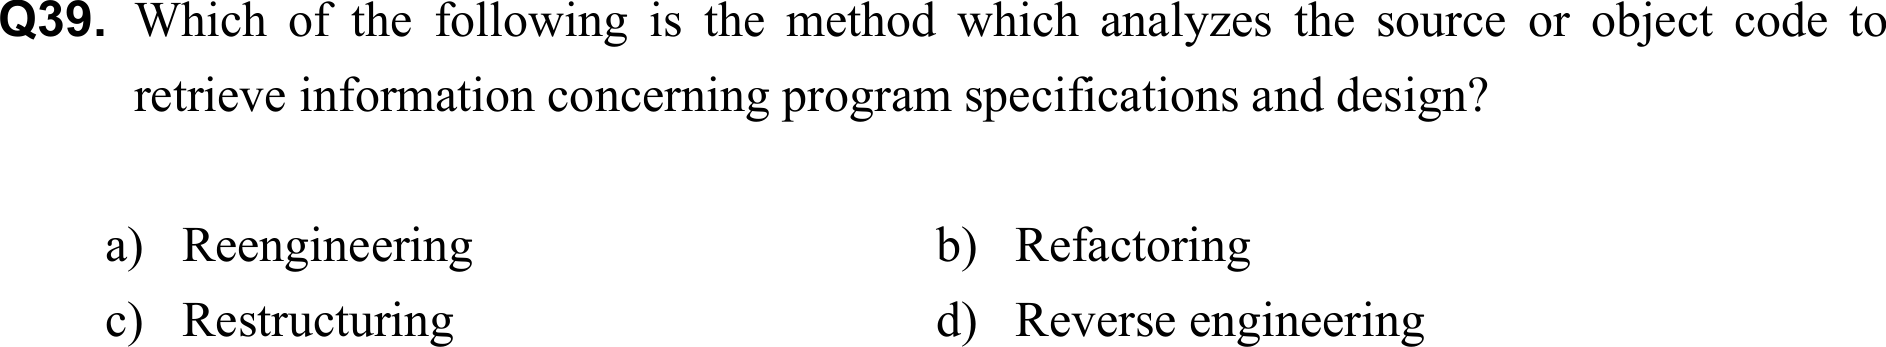 Q39. Which of the following is the method which analyzes the source or object code to
retrieve information concerning program specifications and design?
a) Reengineering b) Refactoring
c) Restructuring d) Reverse engineering